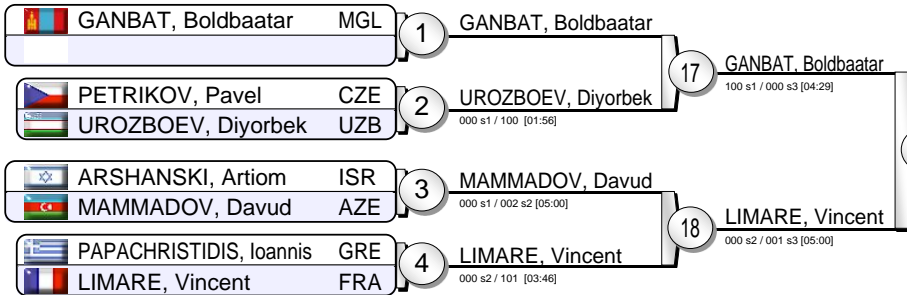 GANBAT, Boldbaatar MGL
1
GANBAT, Boldbaatar
PETRIKOV, Pavel CZE
UROZBOEV, Diyorbek UZB
2
UROZBOEV, Diyorbek
000 s1 / 100 [01:56]
17
GANBAT, Boldbaatar
100 s1 / 000 s3 [04:29]
ARSHANSKI, Artiom ISR
MAMMADOV, Davud AZE
3
MAMMADOV, Davud
000 s1 / 002 s2 [05:00]
PAPACHRISTIDIS, Ioannis GRE
LIMARE, Vincent FRA
4
LIMARE, Vincent
000 s2 / 101 [03:46]
18
LIMARE, Vincent
000 s2 / 001 s3 [05:00]